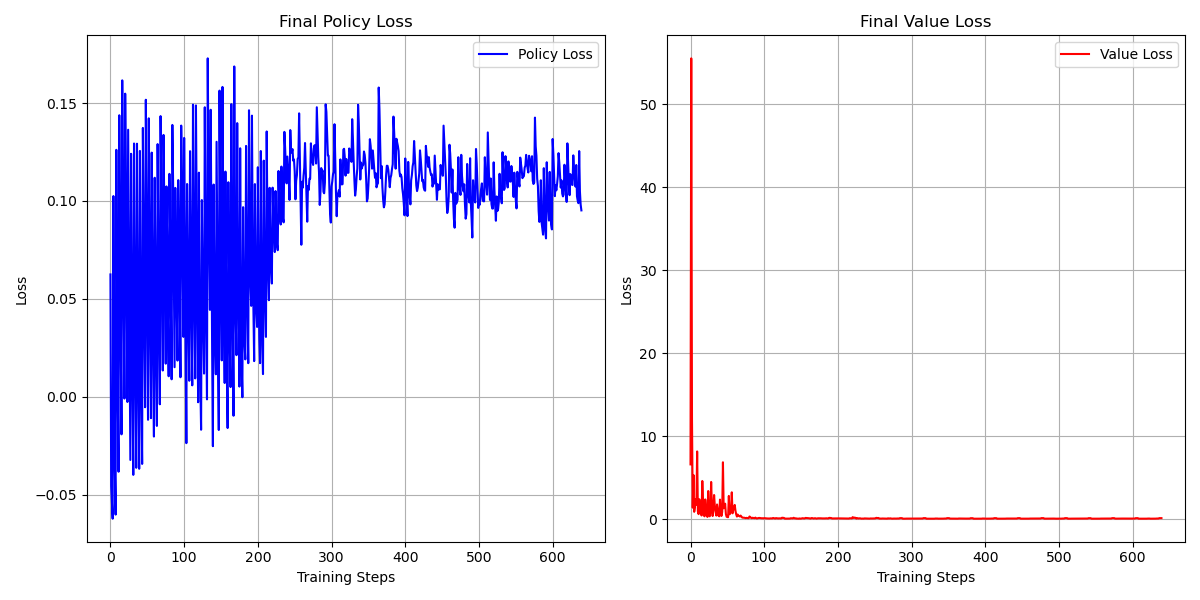 Final Policy Loss
Policy Loss
0.15
0.10
0.05
0.00
−0.05
Loss
0 100 200 300 400 500 600
Training Steps
Final Value Loss
Value Loss
50
40
30
20
10
0
Loss
0 100 200 300 400 500 600
Training Steps